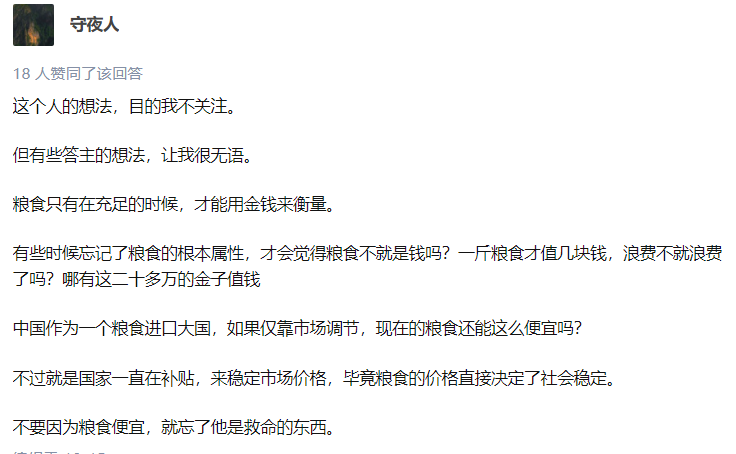 守夜人
18 人赞同了该回答
这个人的想法，目的我不关注。
但有些答主的想法，让我很无语。
粮食只有在充足的时候，才能用金钱来衡量。
有些时候忘记了粮食的根本属性，才会觉得粮食不就是钱吗？一斤粮食才值几块钱，浪费不就浪费
了吗？哪有这二十多万的金子值钱
中国作为一个粮食进口大国，如果仅靠市场调节，现在的粮食还能这么便宜吗？
不过就是国家一直在补贴，来稳定市场价格，毕竟粮食的价格直接决定了社会稳定。
不要因为粮食便宜，就忘了他是救命的东西。